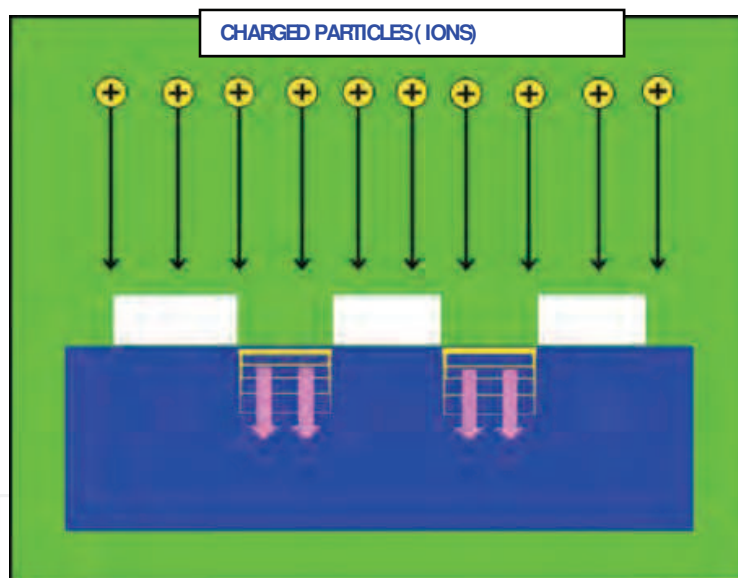 CHARGED PARTICLES ( IONS)
+ + + + + + + + + +